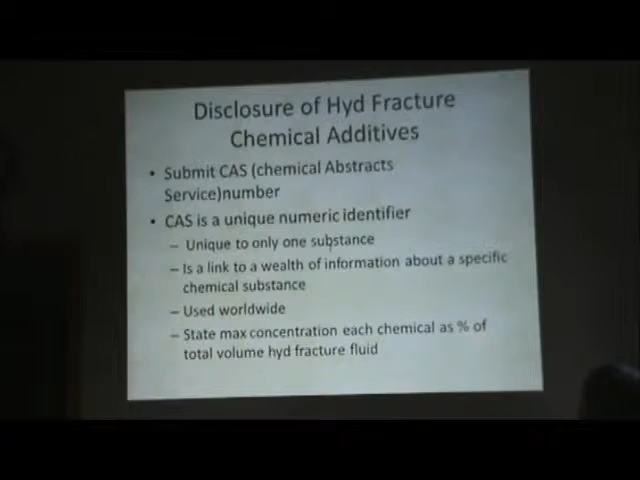 Disclosure of Hyd Fracture
Chemical Additives
• Submit CAS (chemical Abstracts
Service)number
• CAS is a unique numeric identifier
– Unique to only one substance
– Is a link to a wealth of information about a specific
chemical substance
– Used worldwide
– State max concentration each chemical as % of
total volume hyd fracture fluid